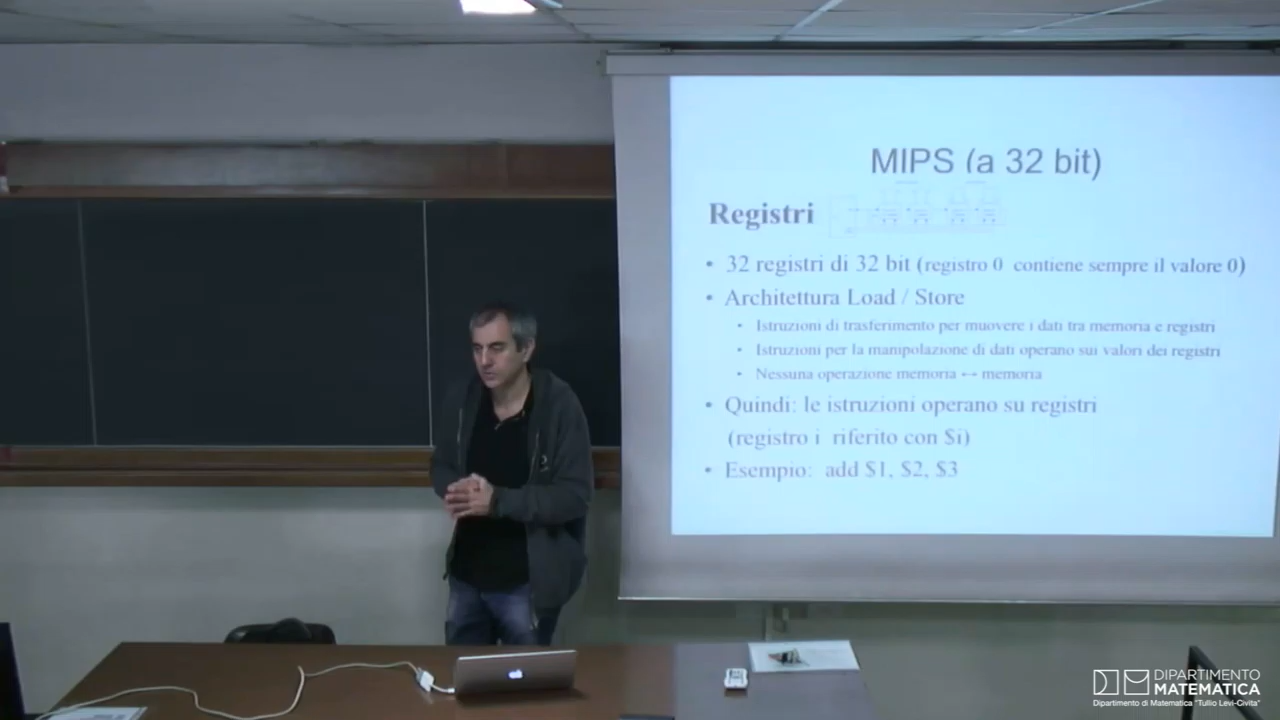 MIPS (a 32 bit)
Registri
• 32 registri di 32 bit (registro 0 contiene sempre il valore 0)
• Architettura Load / Store
• Istruzioni di trasferimento per muovere i dati tra memoria e registri
• Istruzioni per la manipolazione di dati operano sui valori dei registri
• Nessuna operazione memoria ↔ memoria
• Quindi: le istruzioni operano su registri
(registro i riferito con $i)
• Esempio: add $1, $2, $3
DIPARTIMENTO
MATEMATICA
Dipartimento di Matematica "Tullio Levi-Civita"